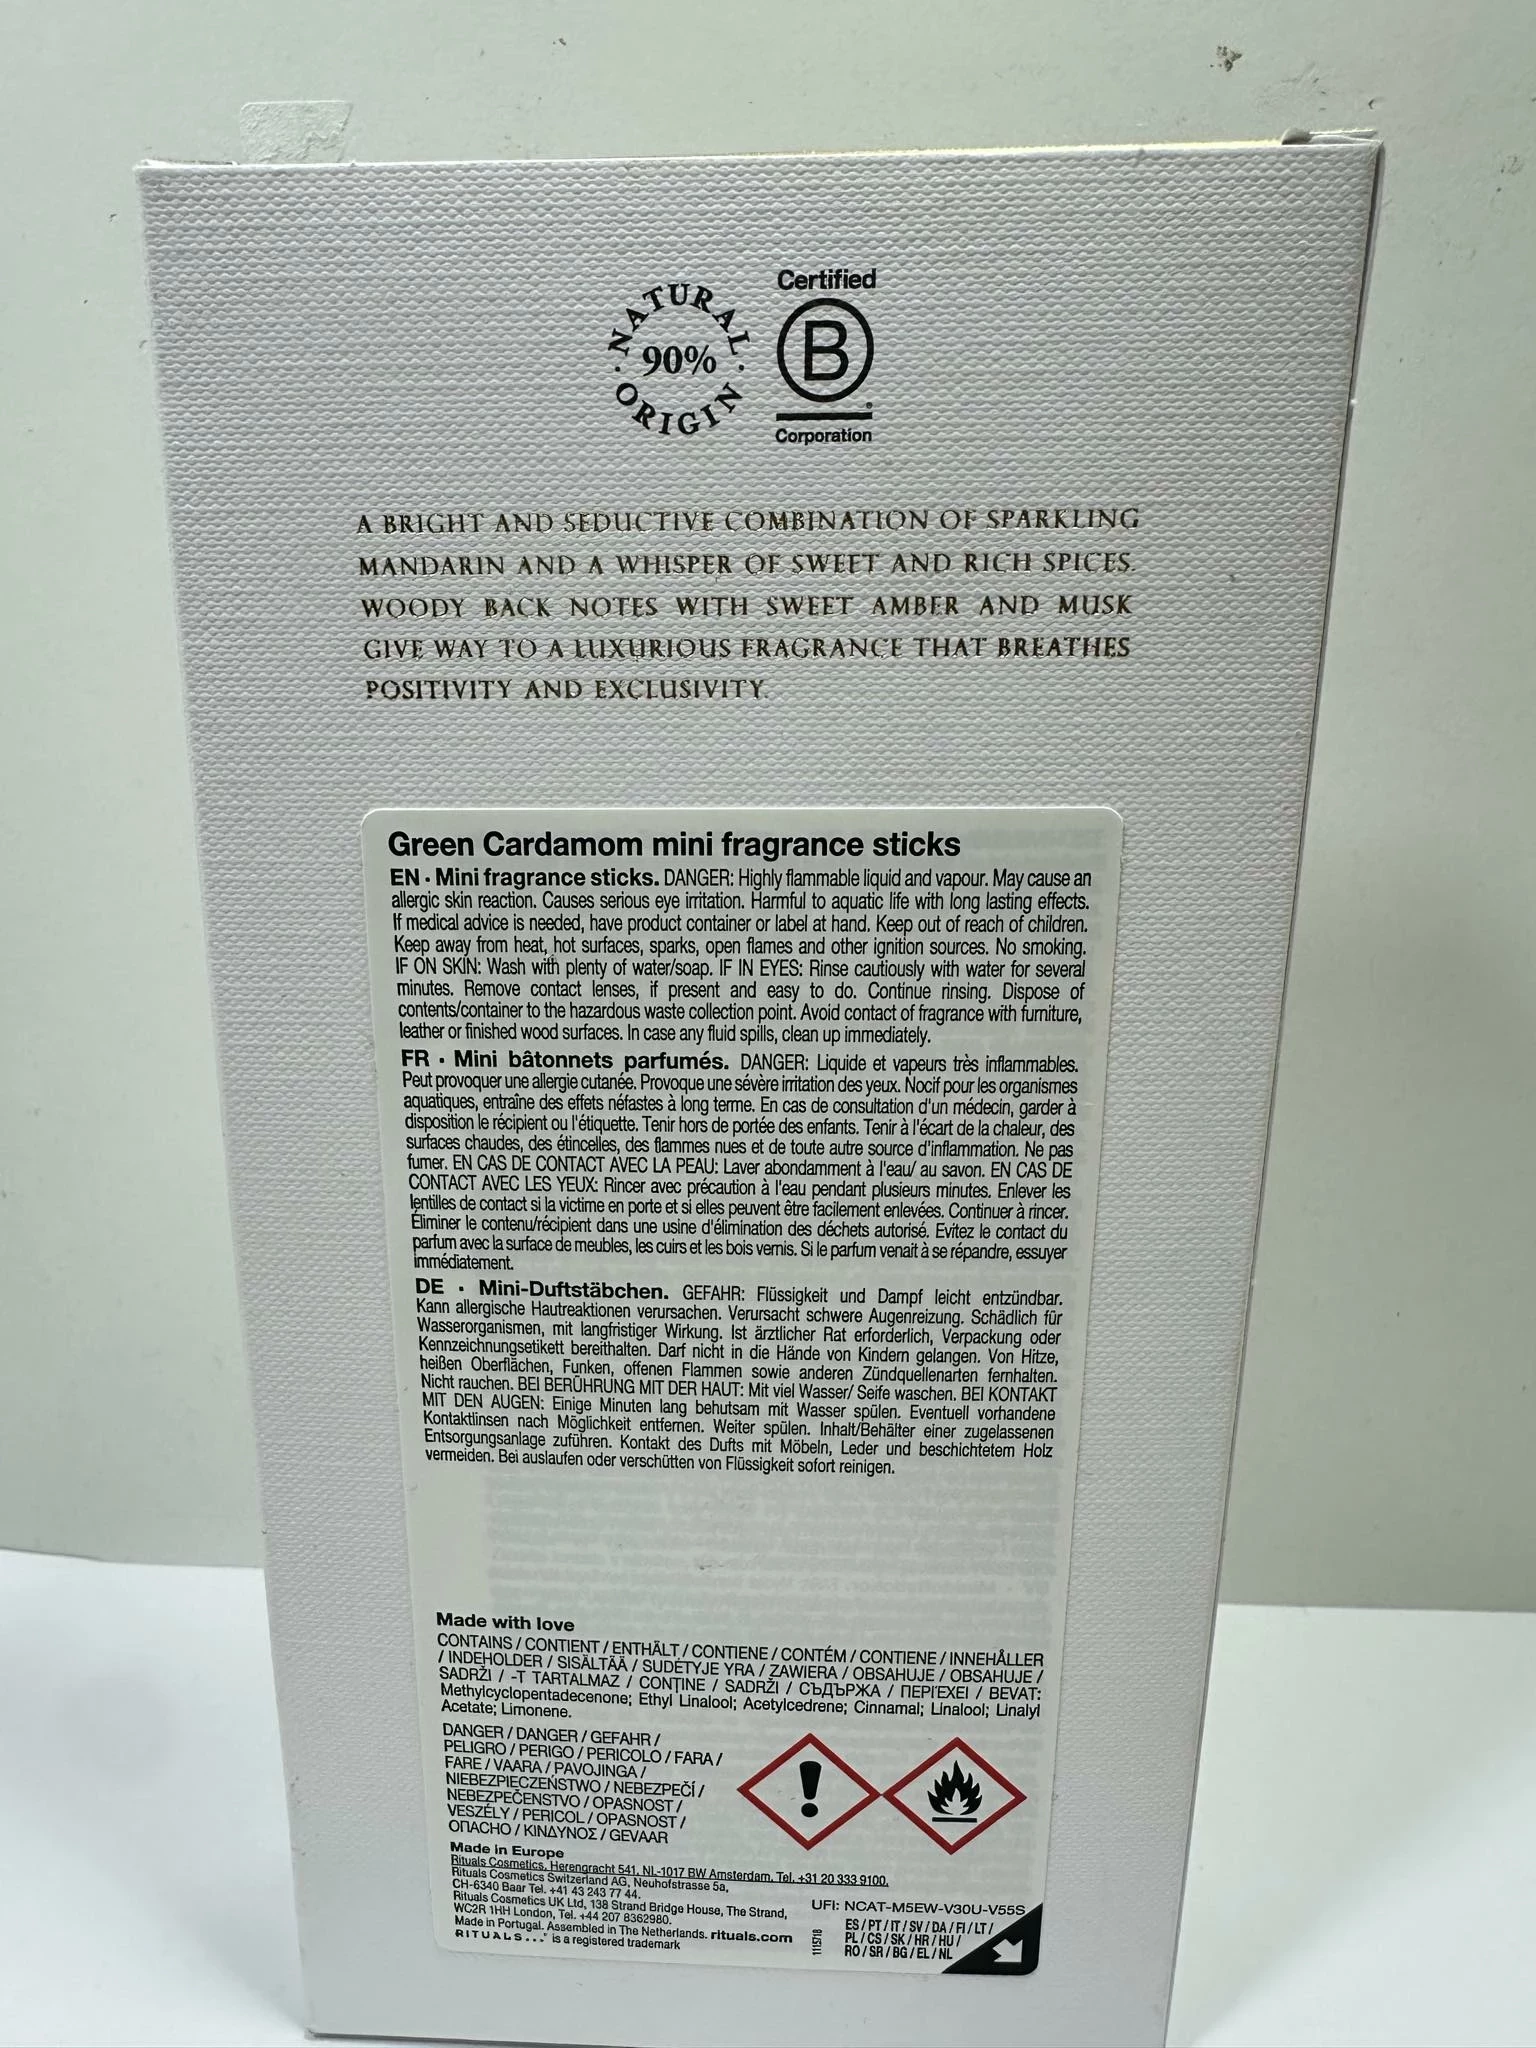 NATURAL
90%
ORIGIN
Certified
B
Corporation
A BRIGHT AND SEDUCTIVE COMBINATION OF SPARKLING
MANDARIN AND A WHISPER OF SWEET AND RICH SPICES.
WOODY BACK NOTES WITH SWEET AMBER AND MUSK
GIVE WAY TO A LUXURIOUS FRAGRANCE THAT BREATHES
POSITIVITY AND EXCLUSIVITY.
Green Cardamom mini fragrance sticks
EN · Mini fragrance sticks. DANGER: Highly flammable liquid and vapour. May cause an
allergic skin reaction. Causes serious eye irritation. Harmful to aquatic life with long lasting effects.
If medical advice is needed, have product container or label at hand. Keep out of reach of children.
Keep away from heat, hot surfaces, sparks, open flames and other ignition sources. No smoking.
IF ON SKIN: Wash with plenty of water/soap. IF IN EYES: Rinse cautiously with water for several
minutes. Remove contact lenses, if present and easy to do. Continue rinsing. Dispose of
contents/container to the hazardous waste collection point. Avoid contact of fragrance with furniture,
leather or finished wood surfaces. In case any fluid spills, clean up immediately.
FR · Mini bâtonnets parfumés. DANGER: Liquide et vapeurs très inflammables.
Peut provoquer une allergie cutanée. Provoque une sévère irritation des yeux. Nocif pour les organismes
aquatiques, entraîne des effets néfastes à long terme. En cas de consultation d'un médecin, garder à
disposition le récipient ou l'étiquette. Tenir hors de portée des enfants. Tenir à l'écart de la chaleur, des
surfaces chaudes, des étincelles, des flammes nues et de toute autre source d'inflammation. Ne pas
fumer. EN CAS DE CONTACT AVEC LA PEAU: Laver abondamment à l'eau/ au savon. EN CAS DE
CONTACT AVEC LES YEUX: Rincer avec précaution à l'eau pendant plusieurs minutes. Enlever les
lentilles de contact si la victime en porte et si elles peuvent être facilement enlevées. Continuer à rincer.
Éliminer le contenu/récipient dans une usine d'élimination des déchets autorisé. Evitez le contact du
parfum avec la surface de meubles, les cuirs et les bois vernis. Si le parfum venait à se répandre, essuyer
immédiatement.
DE · Mini-Duftstäbchen. GEFAHR: Flüssigkeit und Dampf leicht entzündbar.
Kann allergische Hautreaktionen verursachen. Verursacht schwere Augenreizung. Schädlich für
Wasserorganismen, mit langfristiger Wirkung. Ist ärztlicher Rat erforderlich, Verpackung oder
Kennzeichnungsetikett bereithalten. Darf nicht in die Hände von Kindern gelangen. Von Hitze,
heißen Oberflächen, Funken, offenen Flammen sowie anderen Zündquellenarten fernhalten.
Nicht rauchen. BEI BERÜHRUNG MIT DER HAUT: Mit viel Wasser/ Seife waschen. BEI KONTAKT
MIT DEN AUGEN: Einige Minuten lang behutsam mit Wasser spülen. Eventuell vorhandene
Kontaktlinsen nach Möglichkeit entfernen. Weiter spülen. Inhalt/Behälter einer zugelassenen
Entsorgungsanlage zuführen. Kontakt des Dufts mit Möbeln, Leder und beschichtetem Holz
vermeiden. Bei auslaufen oder verschütten von Flüssigkeit sofort reinigen.
Made with love
CONTAINS / CONTIENT / ENTHÄLT / CONTIENE / CONTÉM / CONTIENE / INNEHÅLLER
/ INDEHOLDER / SISÄLTÄÄ / SUDĖTYJE YRA / ZAWIERA / OBSAHUJE / OBSAHUJE /
SADRŽI / -T TARTALMAZ / CONȚINE / SADRŽI / СЪДЪРЖА / ΠΕΡΙΈΧΕΙ / BEVAT:
Methylcyclopentadecenone; Ethyl Linalool; Acetylcedrene; Cinnamal; Linalool; Linalyl
Acetate; Limonene.
DANGER / DANGER / GEFAHR /
PELIGRO / PERIGO / PERICOLO / FARA /
FARE / VAARA / PAVOJINGA /
NIEBEZPIECZEŃSTWO / NEBEZPEČÍ /
NEBEZPEČENSTVO / OPASNOST /
VESZÉLY / PERICOL / OPASNOST /
ОПАСНО / ΚΙΝΔΥΝΟΣ / GEVAAR
Made in Europe
Rituals Cosmetics, Herengracht 541, NL-1017 BW Amsterdam, Tel. +31 20 333 9100,
Rituals Cosmetics Switzerland AG, Neuhofstrasse 5a,
CH-6340 Baar Tel. +41 43 243 77 44.
Rituals Cosmetics UK Ltd, 138 Strand Bridge House, The Strand,
WC2R 1HH London, Tel. +44 207 8362980.
Made in Portugal. Assembled in The Netherlands. rituals.com
RITUALS...® is a registered trademark
UFI: NCAT-M5EW-V30U-V55S
1115718
ES / PT / IT / SV / DA / FI / LT /
PL / CS / SK / HR / HU /
RO / SR / BG / EL / NL